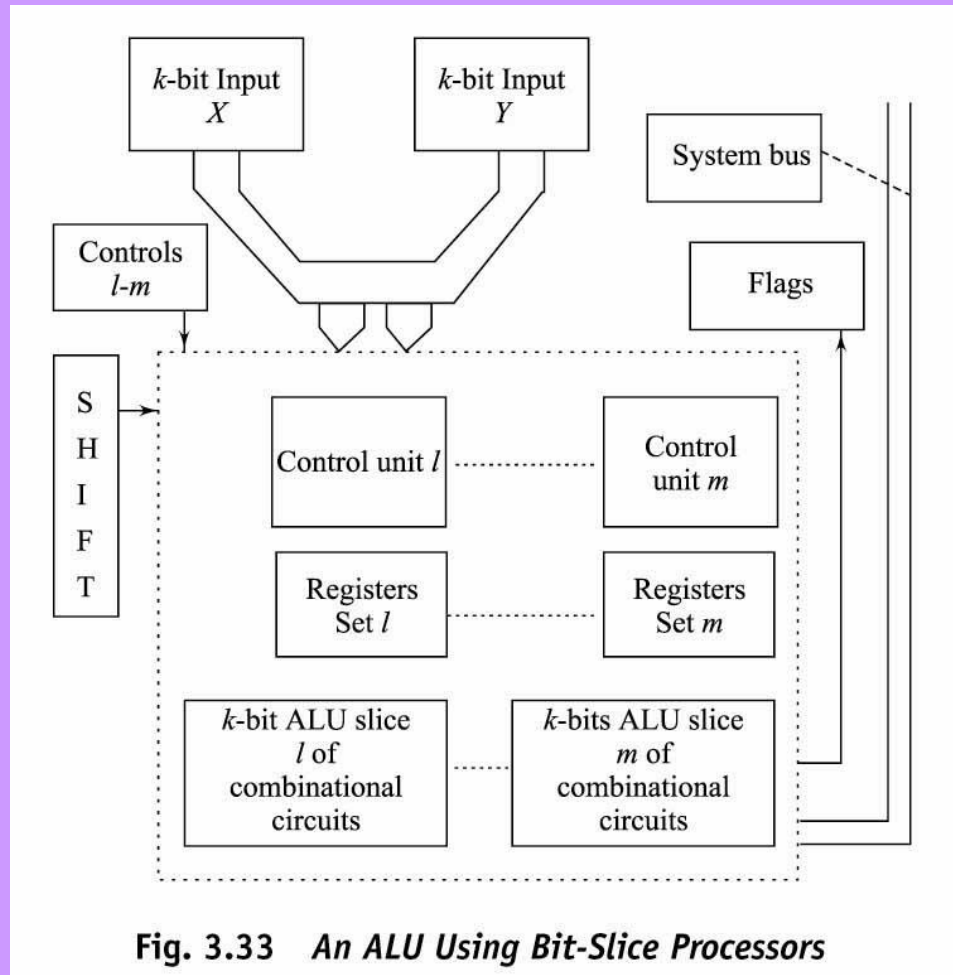 k-bit Input
X
k-bit Input
Y
System bus
Controls
l-m
Flags
S
H
I
F
T
Control unit l
Control
unit m
Registers
Set l
Registers
Set m
k-bit ALU slice
l of
combinational
circuits
k-bits ALU slice
m of
combinational
circuits
Fig. 3.33 An ALU Using Bit-Slice Processors